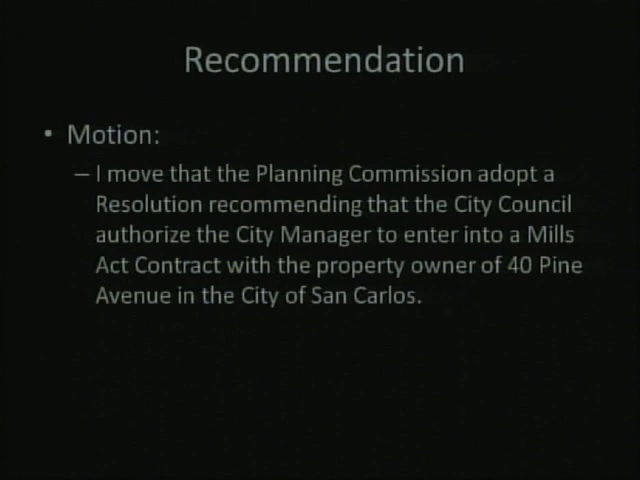 Recommendation
• Motion:
– I move that the Planning Commission adopt a
Resolution recommending that the City Council
authorize the City Manager to enter into a Mills
Act Contract with the property owner of 40 Pine
Avenue in the City of San Carlos.